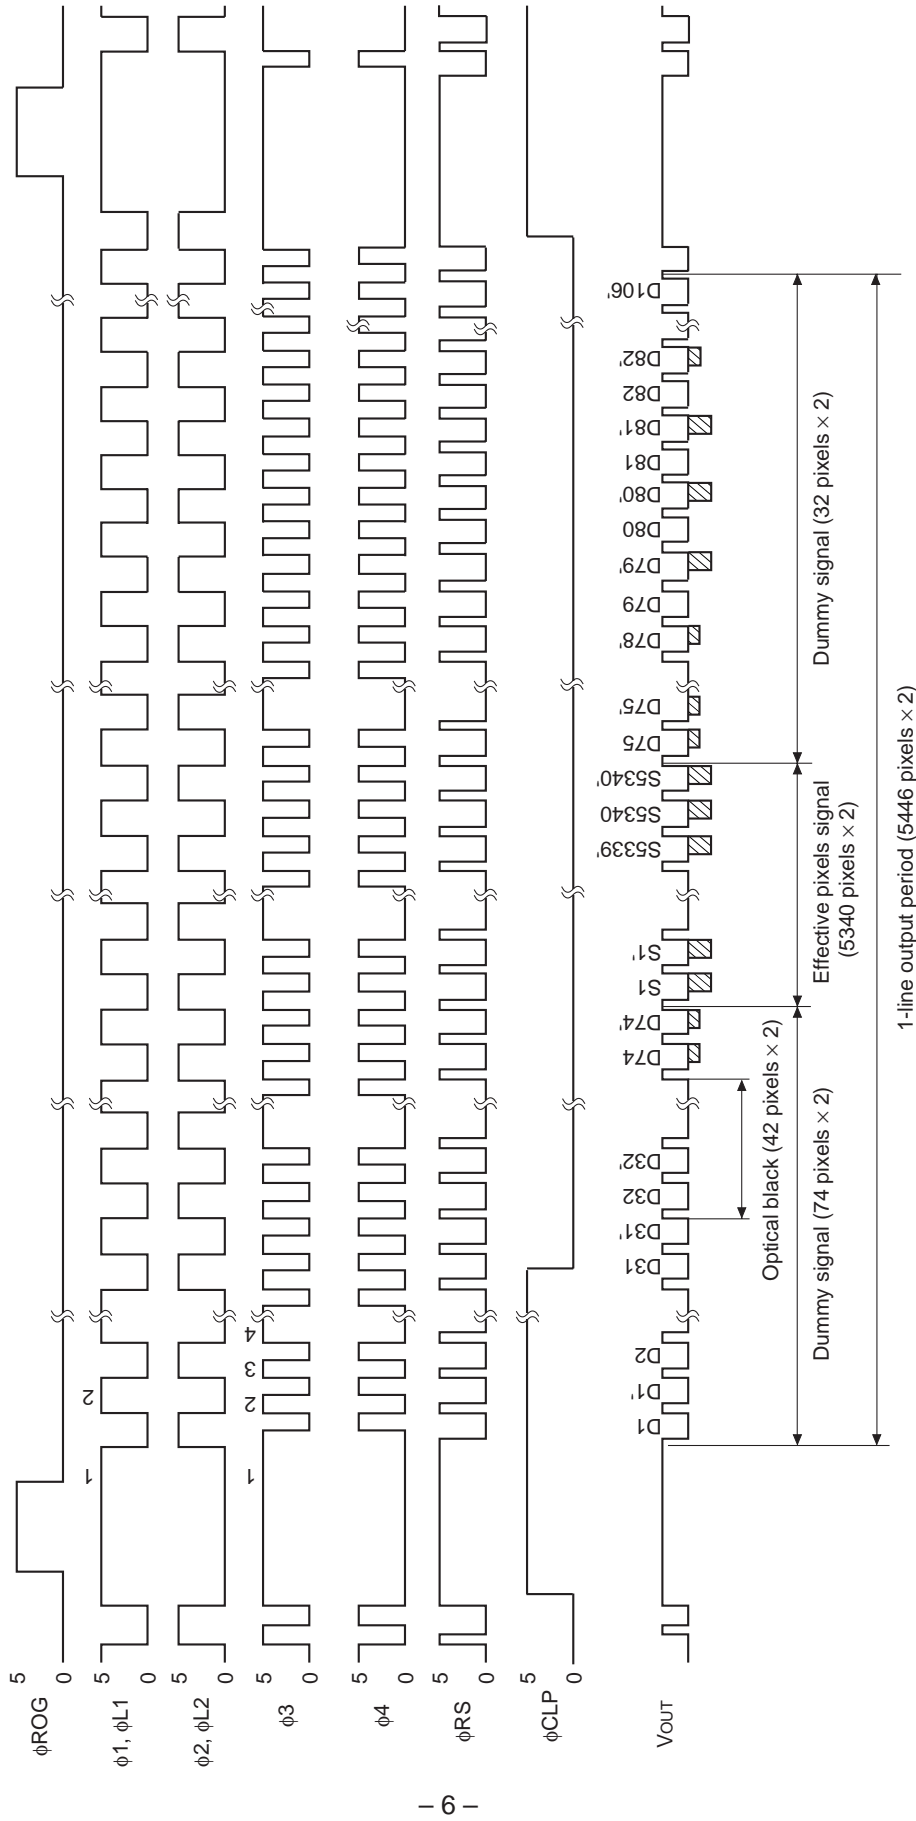 φROG
5
0
φ1, φL1
5
0
1
2
φ2, φL2
5
0
φ3
5
0
1
2
3
4
φ4
5
0
φRS
5
0
φCLP
5
0
VOUT
D1
D1'
D2
D31
D31'
D32
D32'
D74
D74'
S1
S1'
S5339'
S5340
S5340'
D75
D75'
D78'
D79
D79'
D80
D80'
D81
D81'
D82
D82'
D106'
Optical black (42 pixels × 2)
Dummy signal (74 pixels × 2)
Effective pixels signal
(5340 pixels × 2)
Dummy signal (32 pixels × 2)
1-line output period (5446 pixels × 2)
– 6 –